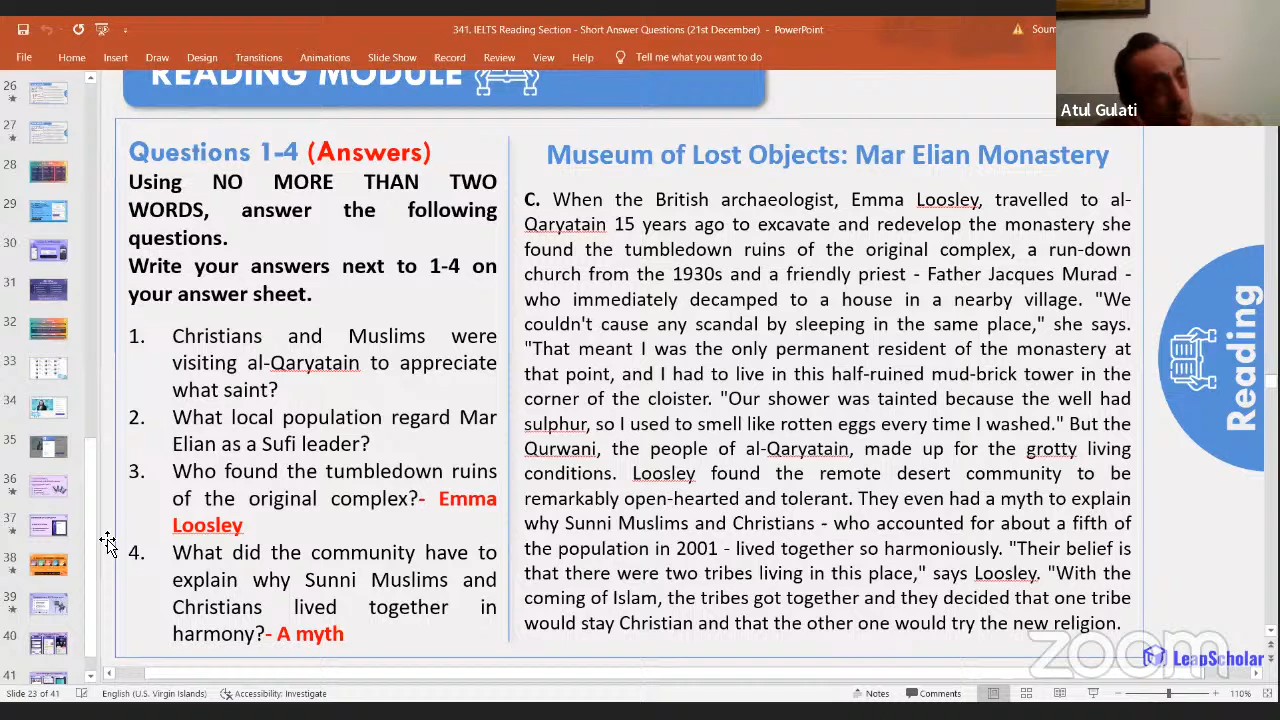 341. IELTS Reading Section - Short Answer Questions (21st December) - PowerPoint
File Home Insert Draw Design Transitions Animations Slide Show Record Review View Help Tell me what you want to do
Atul Gulati
READING MODULE
26
27
28
29
30
31
32
33
34
35
36
37
38
39
40
41
Questions 1-4 (Answers)
Using NO MORE THAN TWO
WORDS, answer the following
questions.
Write your answers next to 1-4 on
your answer sheet.
1. Christians and Muslims were
visiting al-Qaryatain to appreciate
what saint?
2. What local population regard Mar
Elian as a Sufi leader?
3. Who found the tumbledown ruins
of the original complex?- Emma
Loosley
4. What did the community have to
explain why Sunni Muslims and
Christians lived together in
harmony?- A myth
Museum of Lost Objects: Mar Elian Monastery
C. When the British archaeologist, Emma Loosley, travelled to al-
Qaryatain 15 years ago to excavate and redevelop the monastery she
found the tumbledown ruins of the original complex, a run-down
church from the 1930s and a friendly priest - Father Jacques Murad -
who immediately decamped to a house in a nearby village. "We
couldn't cause any scandal by sleeping in the same place," she says.
"That meant I was the only permanent resident of the monastery at
that point, and I had to live in this half-ruined mud-brick tower in the
corner of the cloister. "Our shower was tainted because the well had
sulphur, so I used to smell like rotten eggs every time I washed." But the
Qurwani, the people of al-Qaryatain, made up for the grotty living
conditions. Loosley found the remote desert community to be
remarkably open-hearted and tolerant. They even had a myth to explain
why Sunni Muslims and Christians - who accounted for about a fifth of
the population in 2001 - lived together so harmoniously. "Their belief is
that there were two tribes living in this place," says Loosley. "With the
coming of Islam, the tribes got together and they decided that one tribe
would stay Christian and that the other one would try the new religion.
Reading
zoom
LeapScholar
Slide 23 of 41 English (U.S. Virgin Islands) Accessibility: Investigate Notes Comments 110%